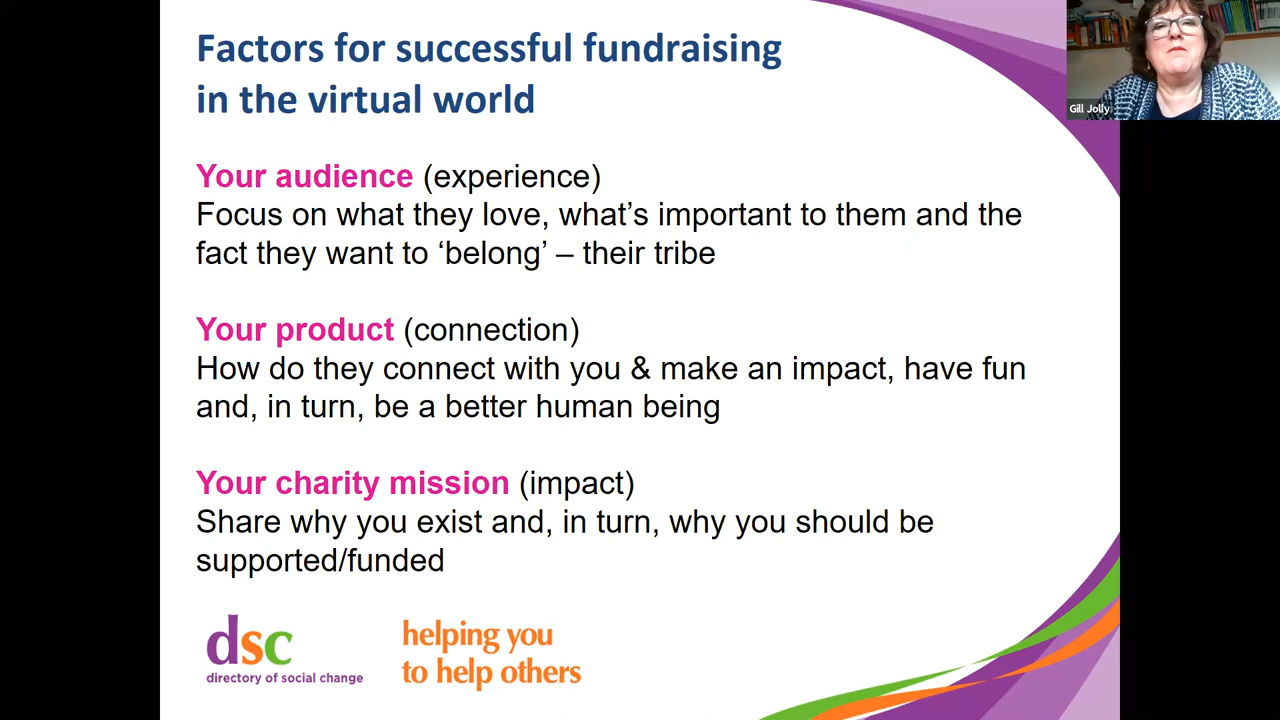 Factors for successful fundraising
in the virtual world
Gill Jolly
Your audience (experience)
Focus on what they love, what’s important to them and the
fact they want to ‘belong’ – their tribe
Your product (connection)
How do they connect with you & make an impact, have fun
and, in turn, be a better human being
Your charity mission (impact)
Share why you exist and, in turn, why you should be
supported/funded
dsc
directory of social change
helping you
to help others